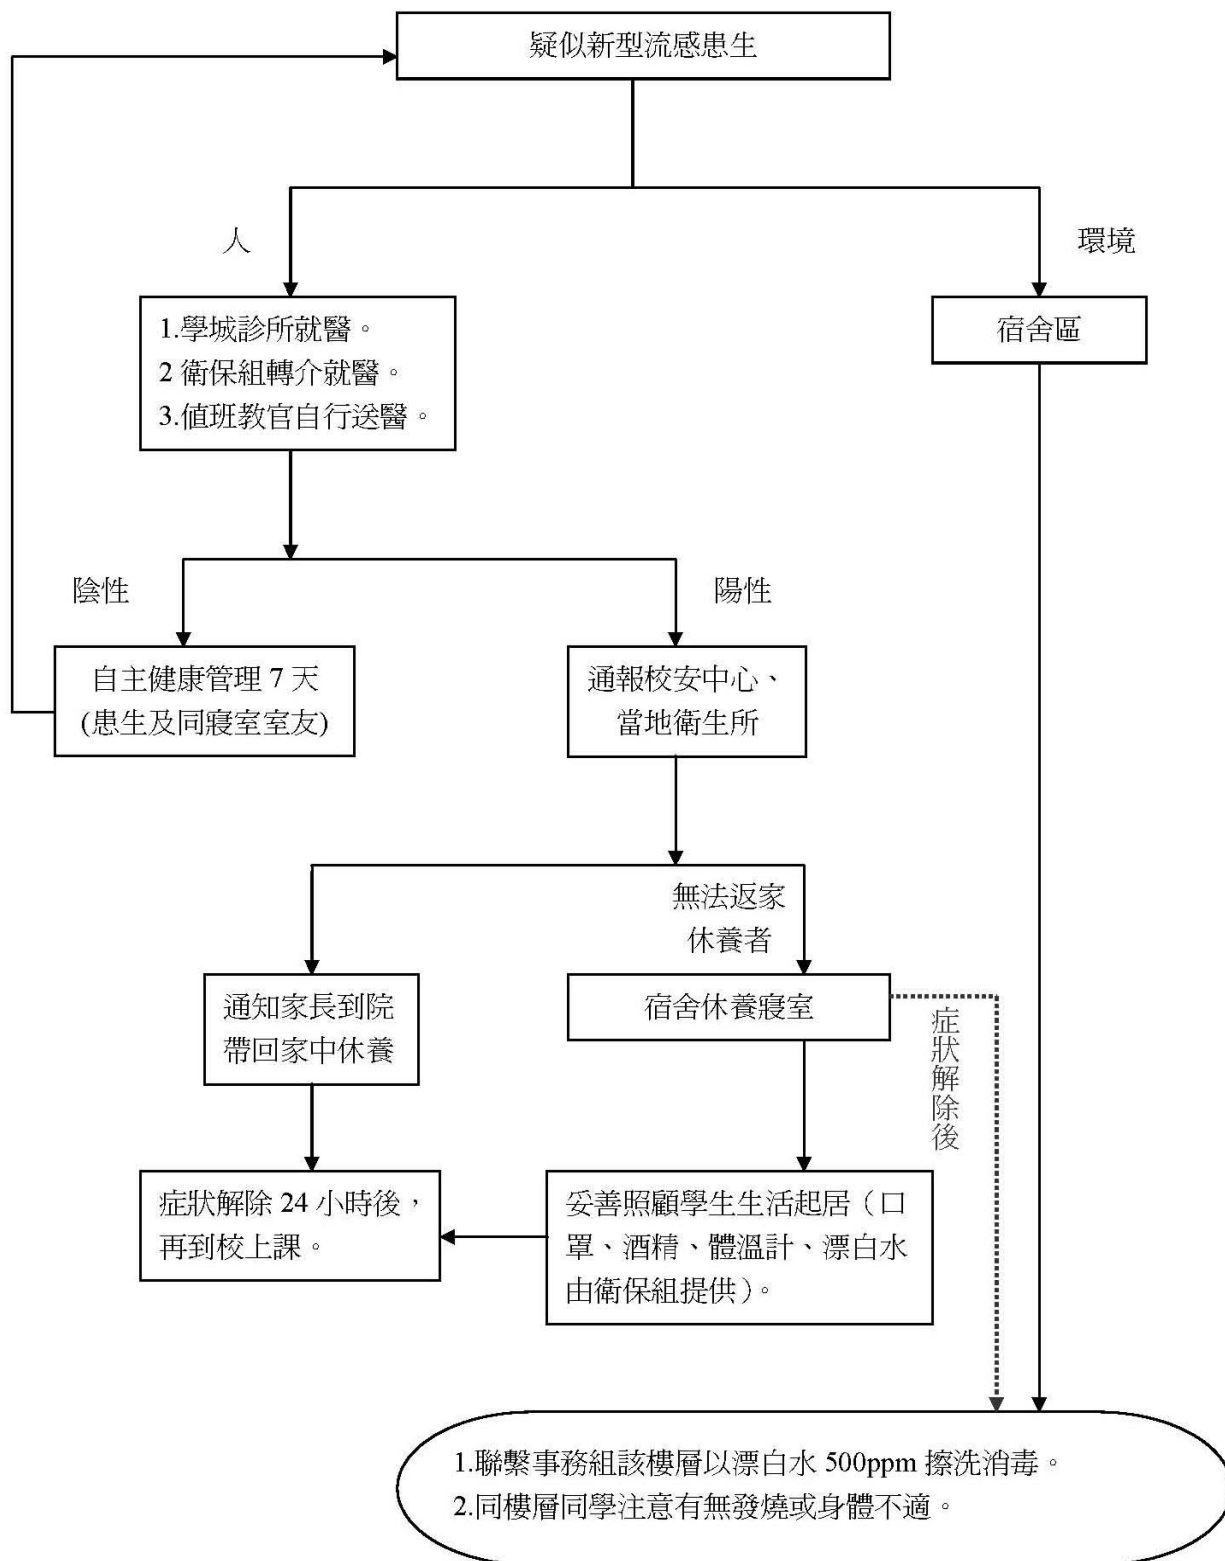 疑似新型流感患生
人
環境
1.學城診所就醫。
2 衛保組轉介就醫。
3.值班教官自行送醫。
宿舍區
陰性
陽性
自主健康管理 7 天
(患生及同寢室室友)
通報校安中心、
當地衛生所
無法返家
休養者
通知家長到院
帶回家中休養
宿舍休養寢室
症狀解除後
症狀解除 24 小時後，
再到校上課。
妥善照顧學生生活起居（口
罩、酒精、體溫計、漂白水
由衛保組提供）。
1.聯繫事務組該樓層以漂白水 500ppm 擦洗消毒。
2.同樓層同學注意有無發燒或身體不適。